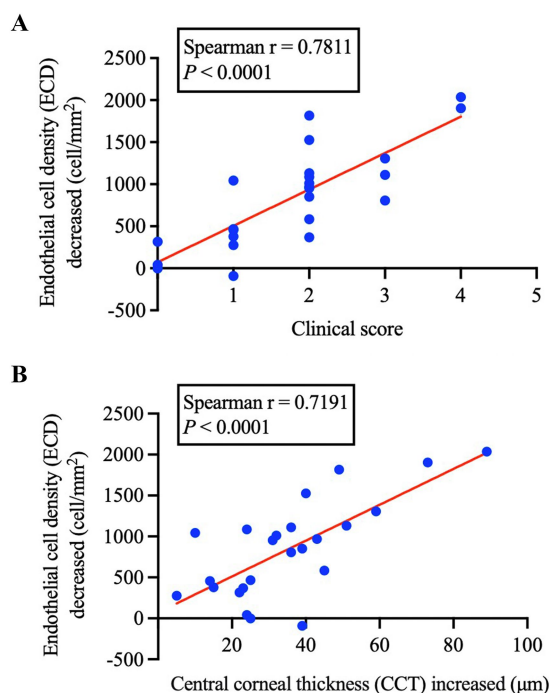 A
Spearman r = 0.7811
P < 0.0001
Endothelial cell density (ECD)
decreased (cell/mm²)
2500
2000
1500
1000
500
0
-500
1 2 3 4 5
Clinical score
B
Spearman r = 0.7191
P < 0.0001
Endothelial cell density (ECD)
decreased (cell/mm²)
2500
2000
1500
1000
500
0
-500
20 40 60 80 100
Central corneal thickness (CCT) increased (μm)